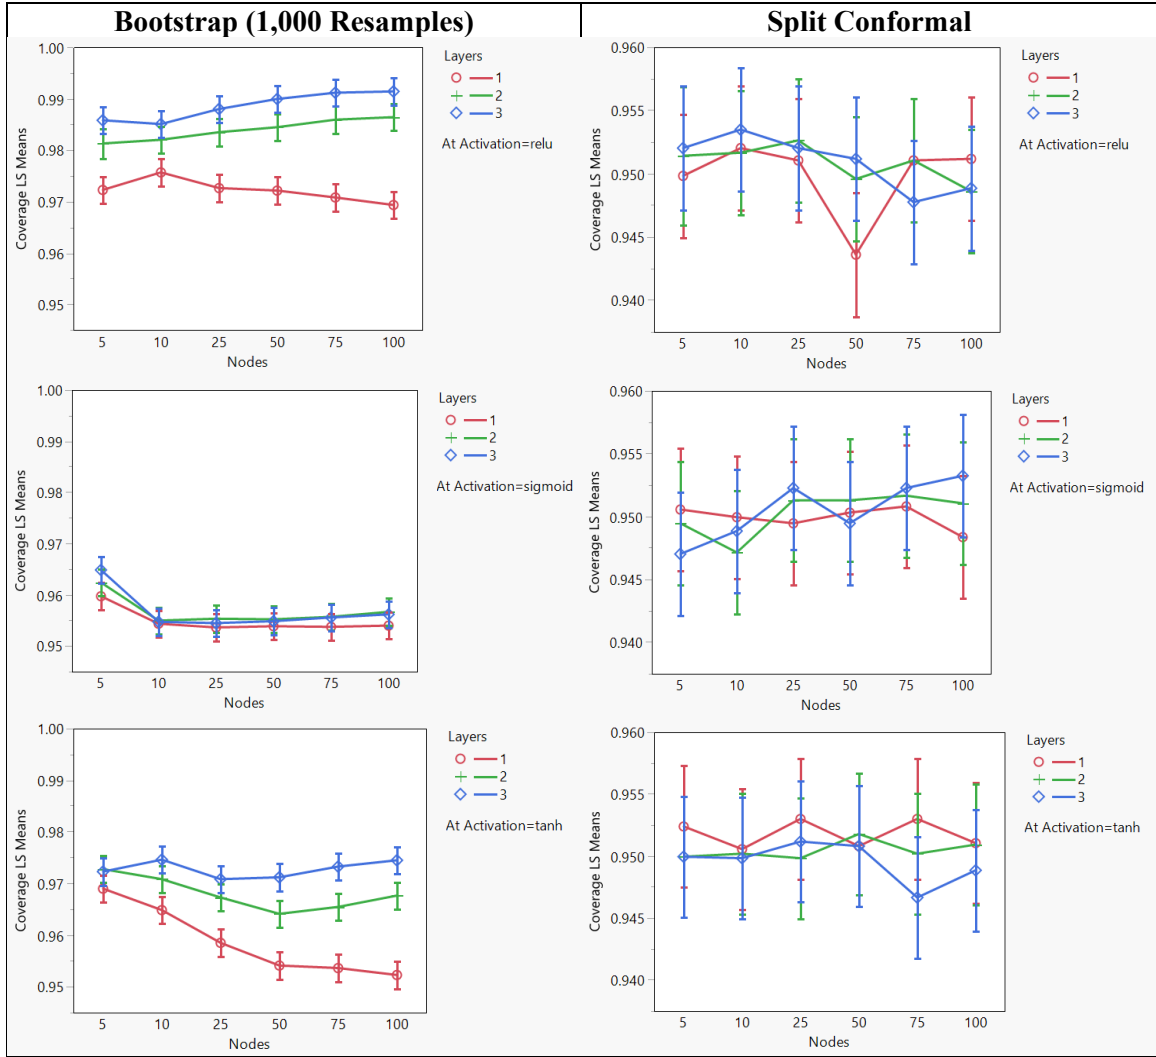 Bootstrap (1,000 Resamples)
Split Conformal
Coverage LS Means
1.00
0.99
0.98
0.97
0.96
0.95
5 10 25 50 75 100
Nodes
Layers
1
2
3
At Activation=relu
Coverage LS Means
0.960
0.955
0.950
0.945
0.940
5 10 25 50 75 100
Nodes
Layers
1
2
3
At Activation=relu
Coverage LS Means
1.00
0.99
0.98
0.97
0.96
0.95
5 10 25 50 75 100
Nodes
Layers
1
2
3
At Activation=sigmoid
Coverage LS Means
0.960
0.955
0.950
0.945
0.940
5 10 25 50 75 100
Nodes
Layers
1
2
3
At Activation=sigmoid
Coverage LS Means
1.00
0.99
0.98
0.97
0.96
0.95
5 10 25 50 75 100
Nodes
Layers
1
2
3
At Activation=tanh
Coverage LS Means
0.960
0.955
0.950
0.945
0.940
5 10 25 50 75 100
Nodes
Layers
1
2
3
At Activation=tanh